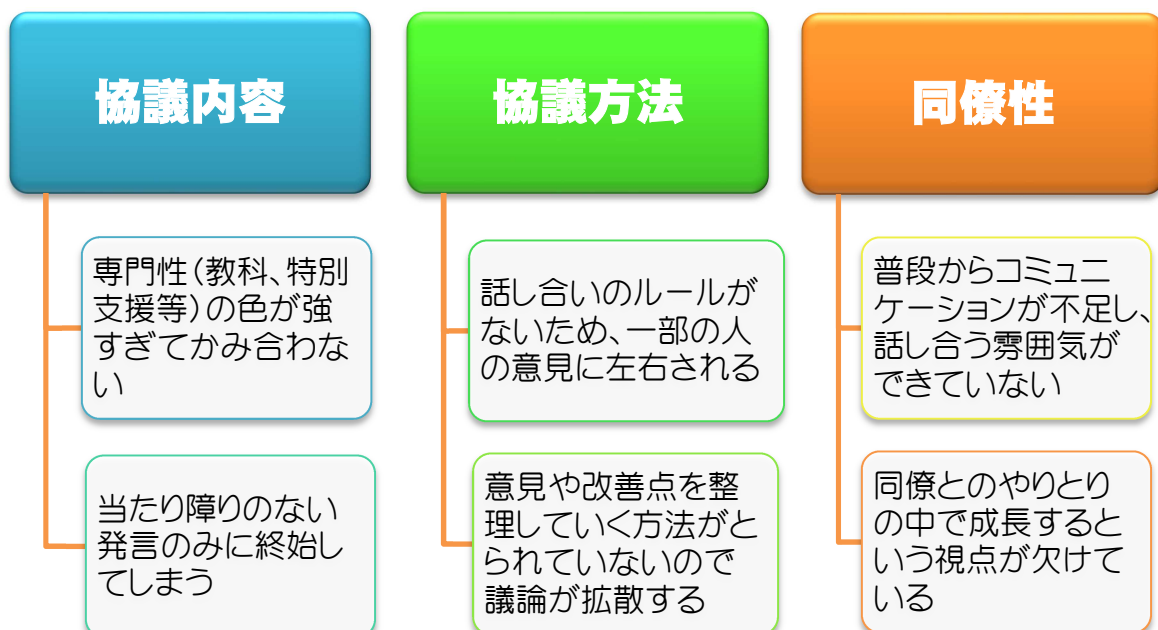 協議内容
専門性(教科、特別
支援等)の色が強
すぎてかみ合わな
い
当たり障りのない
発言のみに終始し
てしまう
協議方法
話し合いのルールが
ないため、一部の人
の意見に左右される
意見や改善点を整
理していく方法がと
られていないので
議論が拡散する
同僚性
普段からコミュニ
ケーションが不足し、
話し合う雰囲気が
できていない
同僚とのやりとり
の中で成長すると
いう視点が欠けて
いる